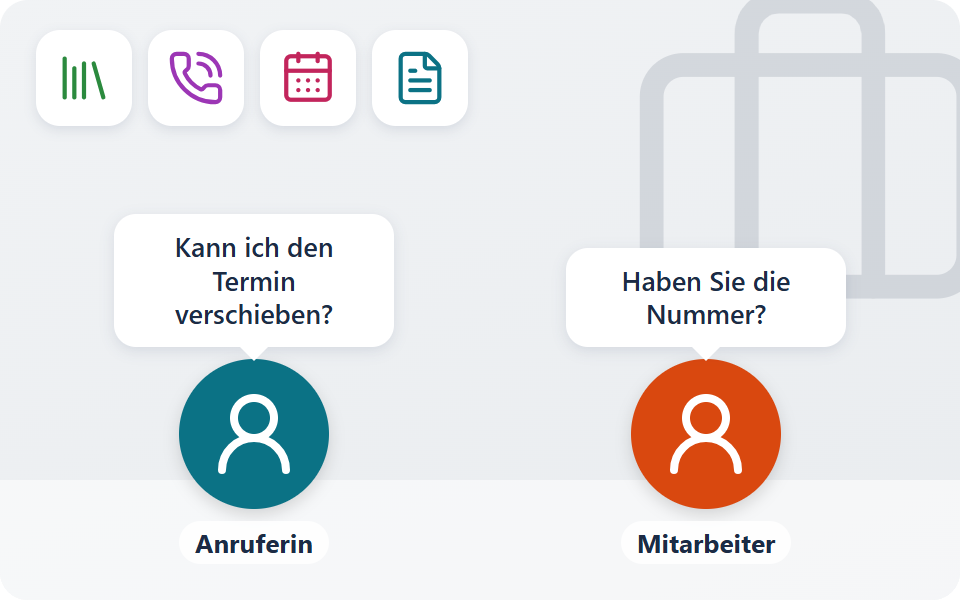 Kann ich den
Termin
verschieben?
Haben Sie die
Nummer?
Anruferin
Mitarbeiter